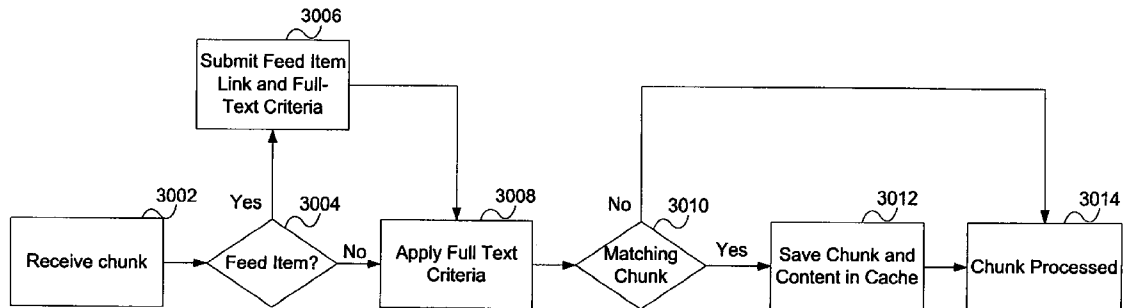 3006
Submit Feed Item
Link and Full-
Text Criteria
3002
Receive chunk
Yes
3004
Feed Item?
No
3008
Apply Full Text
Criteria
No
3010
Matching
Chunk
Yes
3012
Save Chunk and
Content in Cache
3014
Chunk Processed